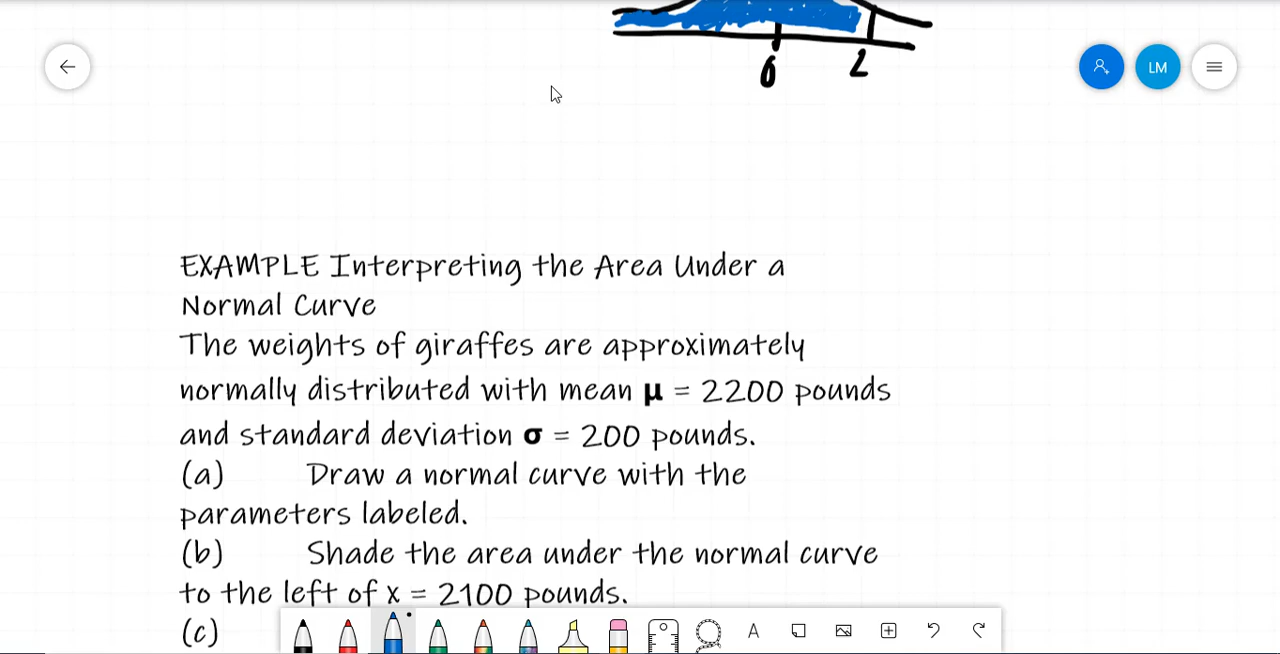 0 2
LM
EXAMPLE Interpreting the Area Under a
Normal Curve
The weights of giraffes are approximately
normally distributed with mean μ = 2200 pounds
and standard deviation σ = 200 pounds.
(a) Draw a normal curve with the
parameters labeled.
(b) Shade the area under the normal curve
to the left of x = 2100 pounds.
(c)
A